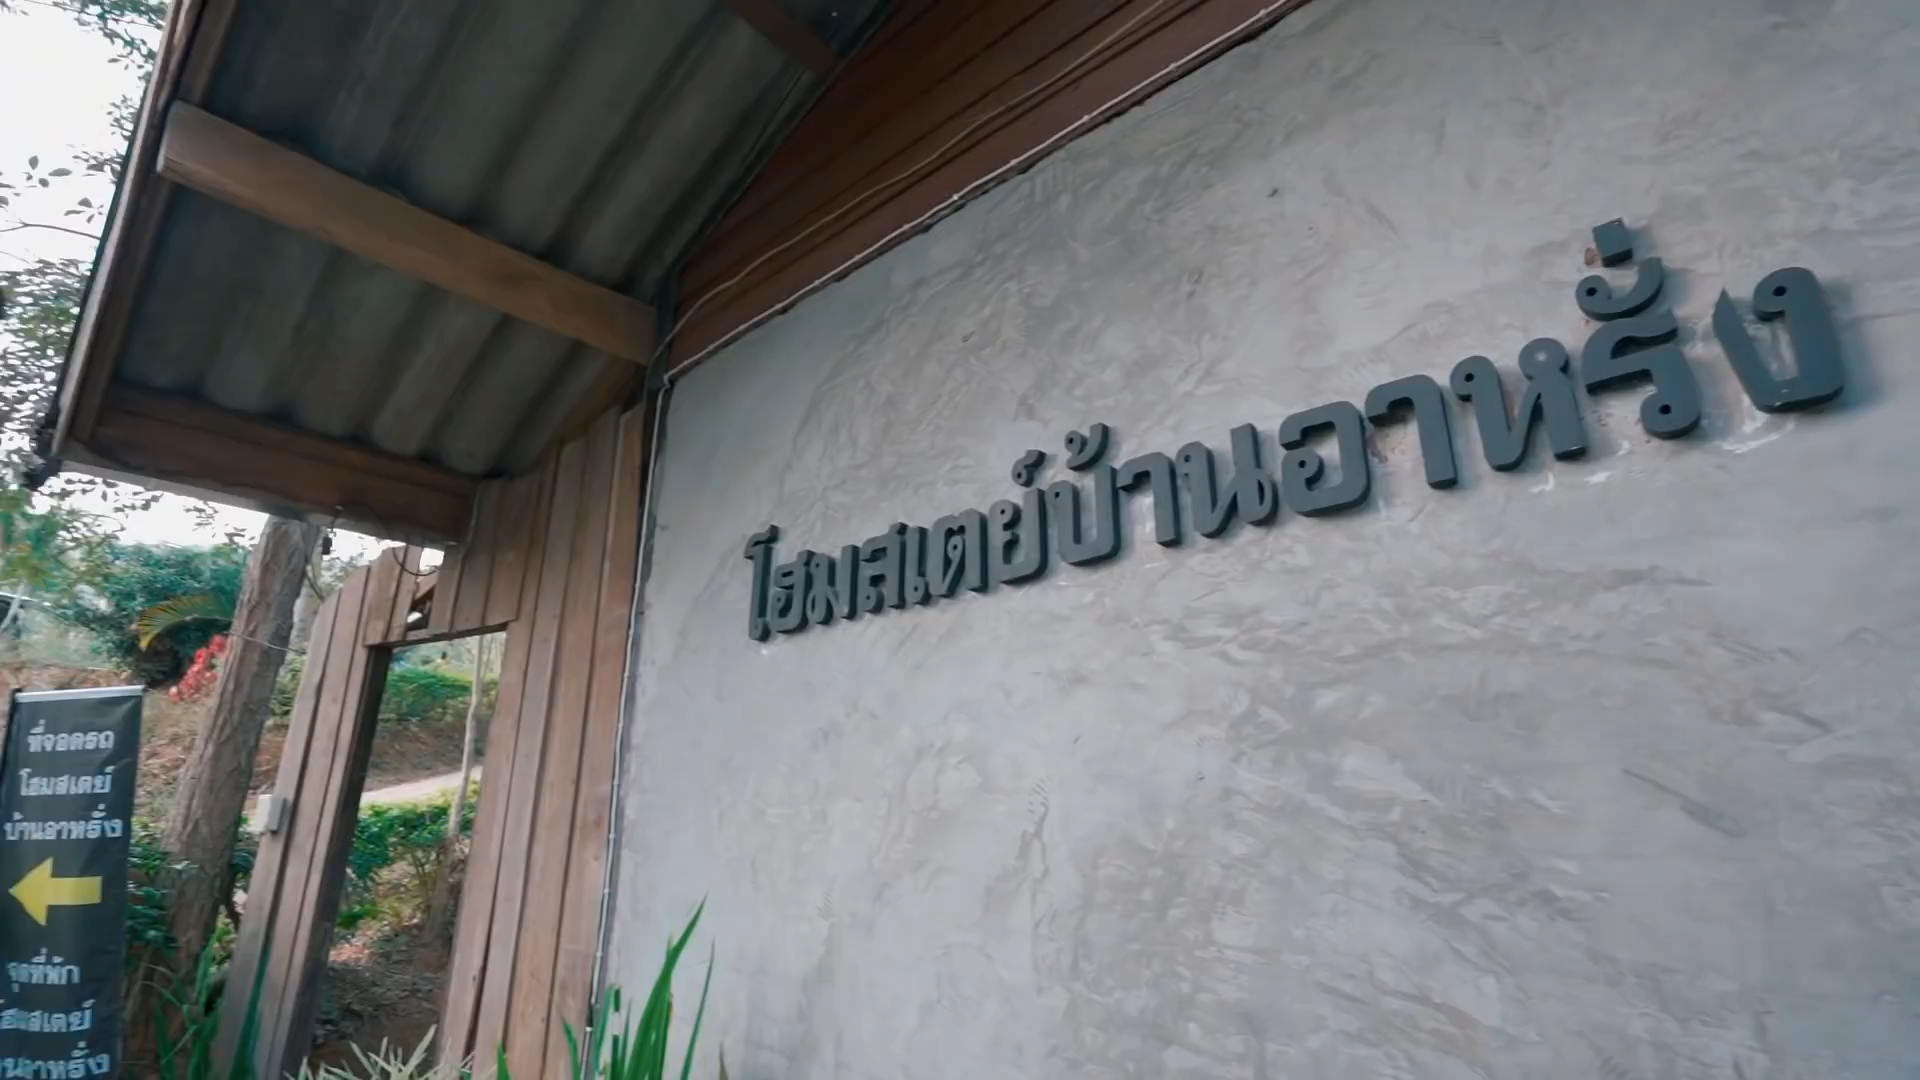 โฮมสเตย์บ้านอาหรั่ง
ที่จอดรถ
โฮมสเตย์
บ้านอาหรั่ง
จุดที่พัก
โฮมสเตย์
บ้านอาหรั่ง